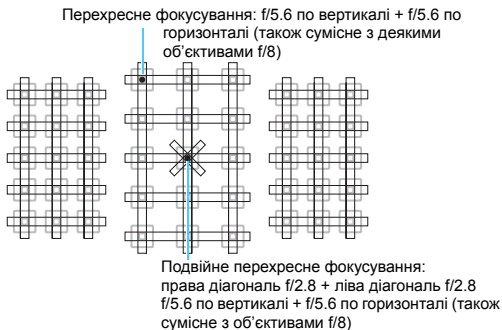 Перехресне фокусування: f/5.6 по вертикалі + f/5.6 по
горизонталі (також сумісне з деякими
об’єктивами f/8)
Подвійне перехресне фокусування:
права діагональ f/2.8 + ліва діагональ f/2.8
f/5.6 по вертикалі + f/5.6 по горизонталі (також
сумісне з об’єктивами f/8)